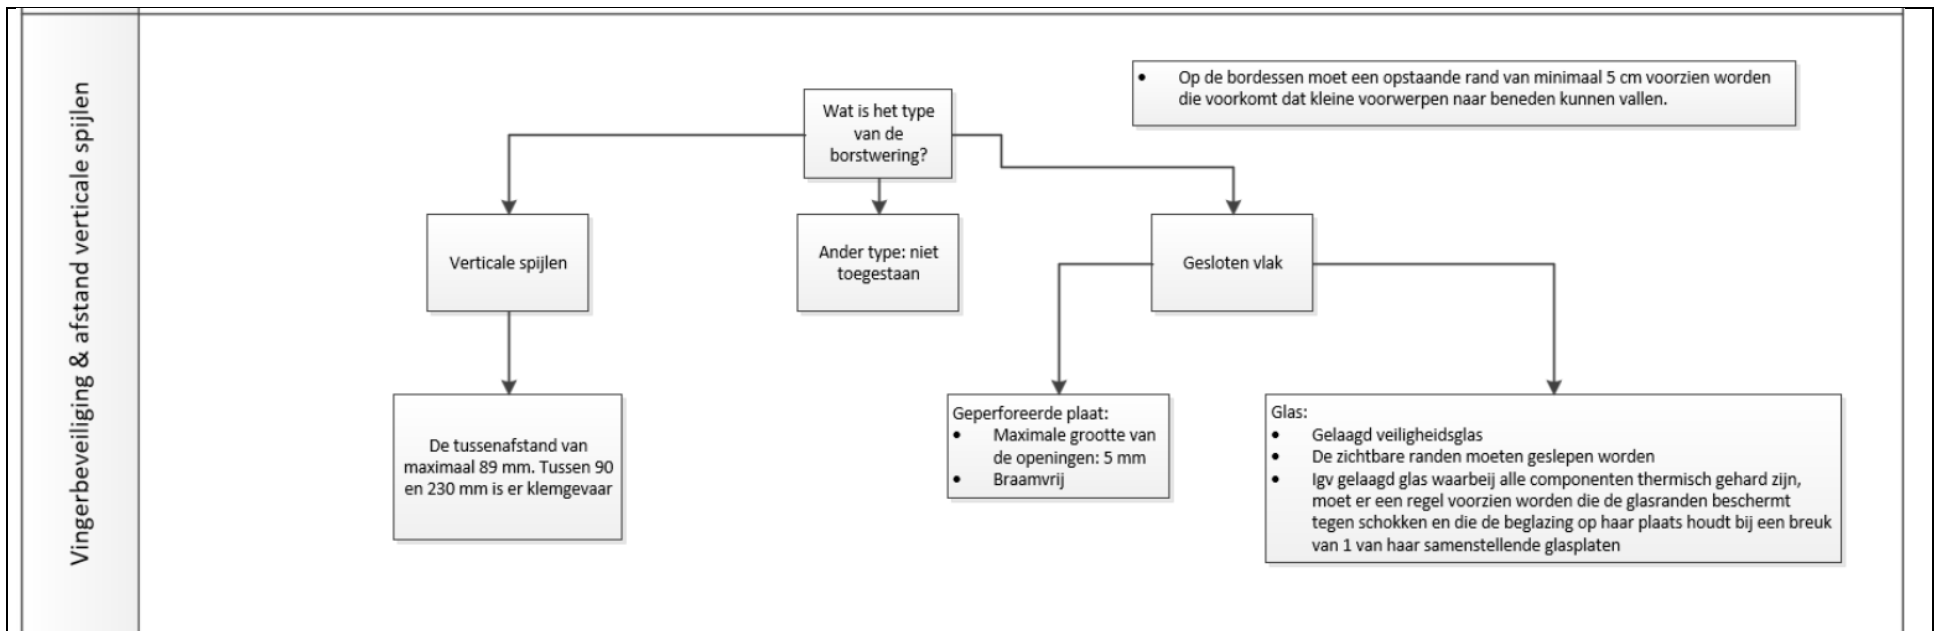 Vingerbeveiliging & afstand verticale spijlen
• Op de bordessen moet een opstaande rand van minimaal 5 cm voorzien worden
die voorkomt dat kleine voorwerpen naar beneden kunnen vallen.
Wat is het type
van de
borstwering?
Verticale spijlen
Ander type: niet
toegestaan
Gesloten vlak
De tussenafstand van
maximaal 89 mm. Tussen 90
en 230 mm is er klemgevaar
Geperforeerde plaat:
• Maximale grootte van
de openingen: 5 mm
• Braamvrij
Glas:
• Gelaagd veiligheidsglas
• De zichtbare randen moeten geslepen worden
• Igv gelaagd glas waarbeij alle componenten thermisch gehard zijn,
moet er een regel voorzien worden die de glasranden beschermt
tegen schokken en die de beglazing op haar plaats houdt bij een breuk
van 1 van haar samenstellende glasplaten